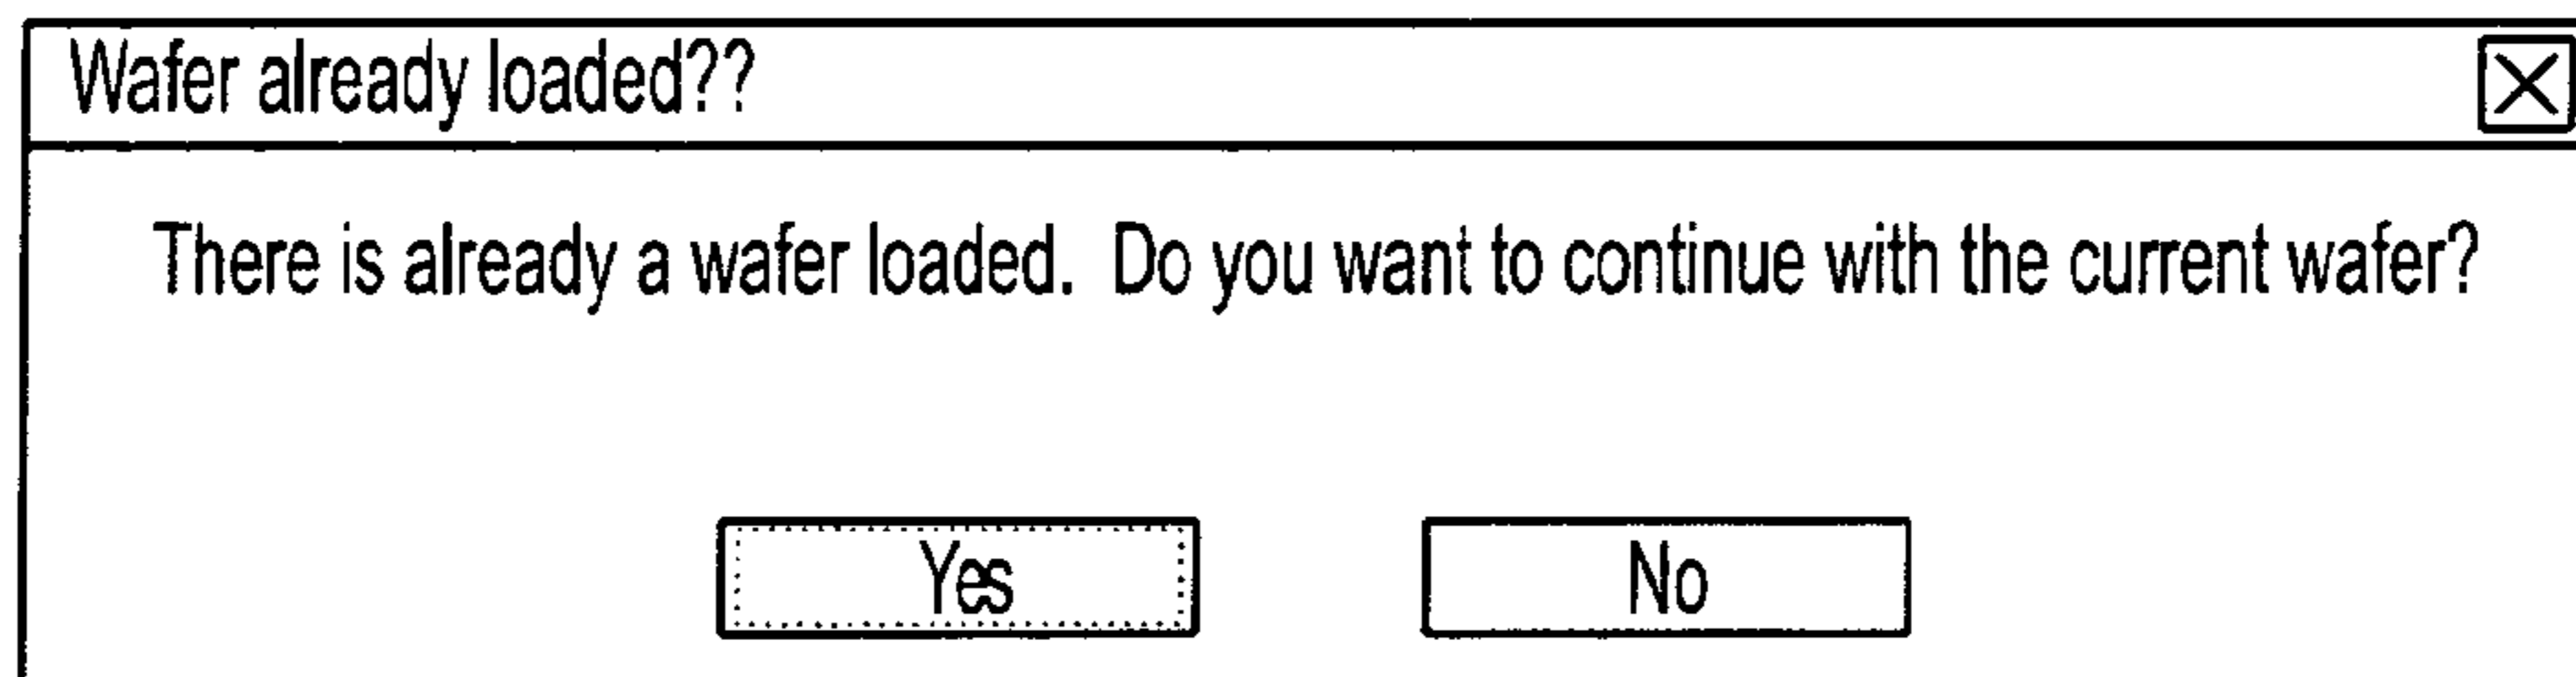 Wafer already loaded??
There is already a wafer loaded. Do you want to continue with the current wafer?
Yes No